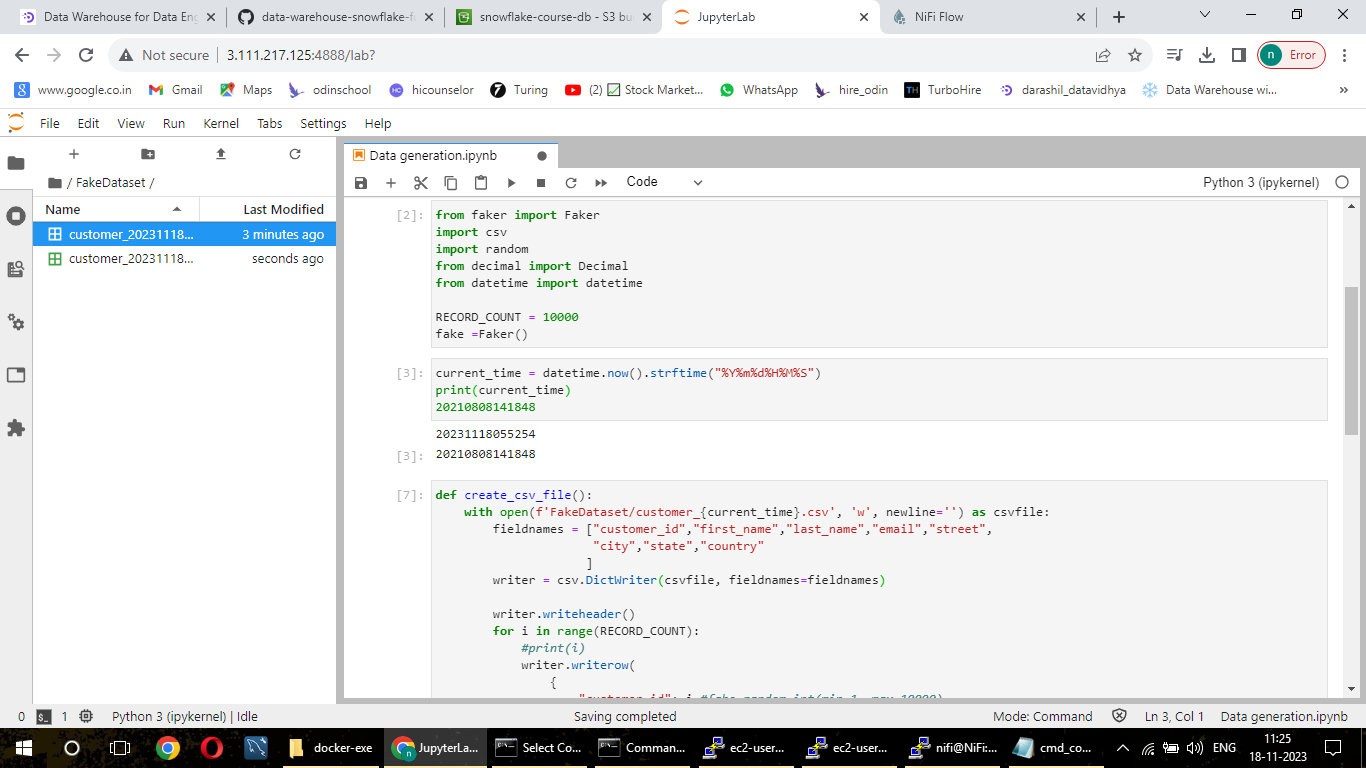 Data Warehouse for Data Eng
data-warehouse-snowflake-f
snowflake-course-db - S3 bu
JupyterLab
NiFi Flow
Not secure
3.111.217.125:4888/lab?
n
Error
www.google.co.in
Gmail
Maps
odinschool
HC
hicounselor
Turing
(2)
Stock Market...
WhatsApp
hire_odin
TH
TurboHire
darashil_datavidhya
Data Warehouse wi...
»
File
Edit
View
Run
Kernel
Tabs
Settings
Help
/ FakeDataset /
Name
Last Modified
customer_20231118...
3 minutes ago
customer_20231118...
seconds ago
Data generation.ipynb
Code
Python 3 (ipykernel)
[2]:
from faker import Faker
import csv
import random
from decimal import Decimal
from datetime import datetime
RECORD_COUNT = 10000
fake =Faker()
[3]:
current_time = datetime.now().strftime("%Y%m%d%H%M%S")
print(current_time)
20210808141848
20231118055254
[3]:
20210808141848
[7]:
def create_csv_file():
with open(f'FakeDataset/customer_{current_time}.csv', 'w', newline='') as csvfile:
fieldnames = ["customer_id","first_name","last_name","email","street",
"city","state","country"
]
writer = csv.DictWriter(csvfile, fieldnames=fieldnames)
writer.writeheader()
for i in range(RECORD_COUNT):
#print(i)
writer.writerow(
{
0
$_
1
Python 3 (ipykernel) | Idle
Saving completed
Mode: Command
Ln 3, Col 1
Data generation.ipynb
docker-exe
JupyterLa...
Select Co...
Comman...
ec2-user...
ec2-user...
nifi@NiFi:...
cmd_co...
ENG
11:25
18-11-2023